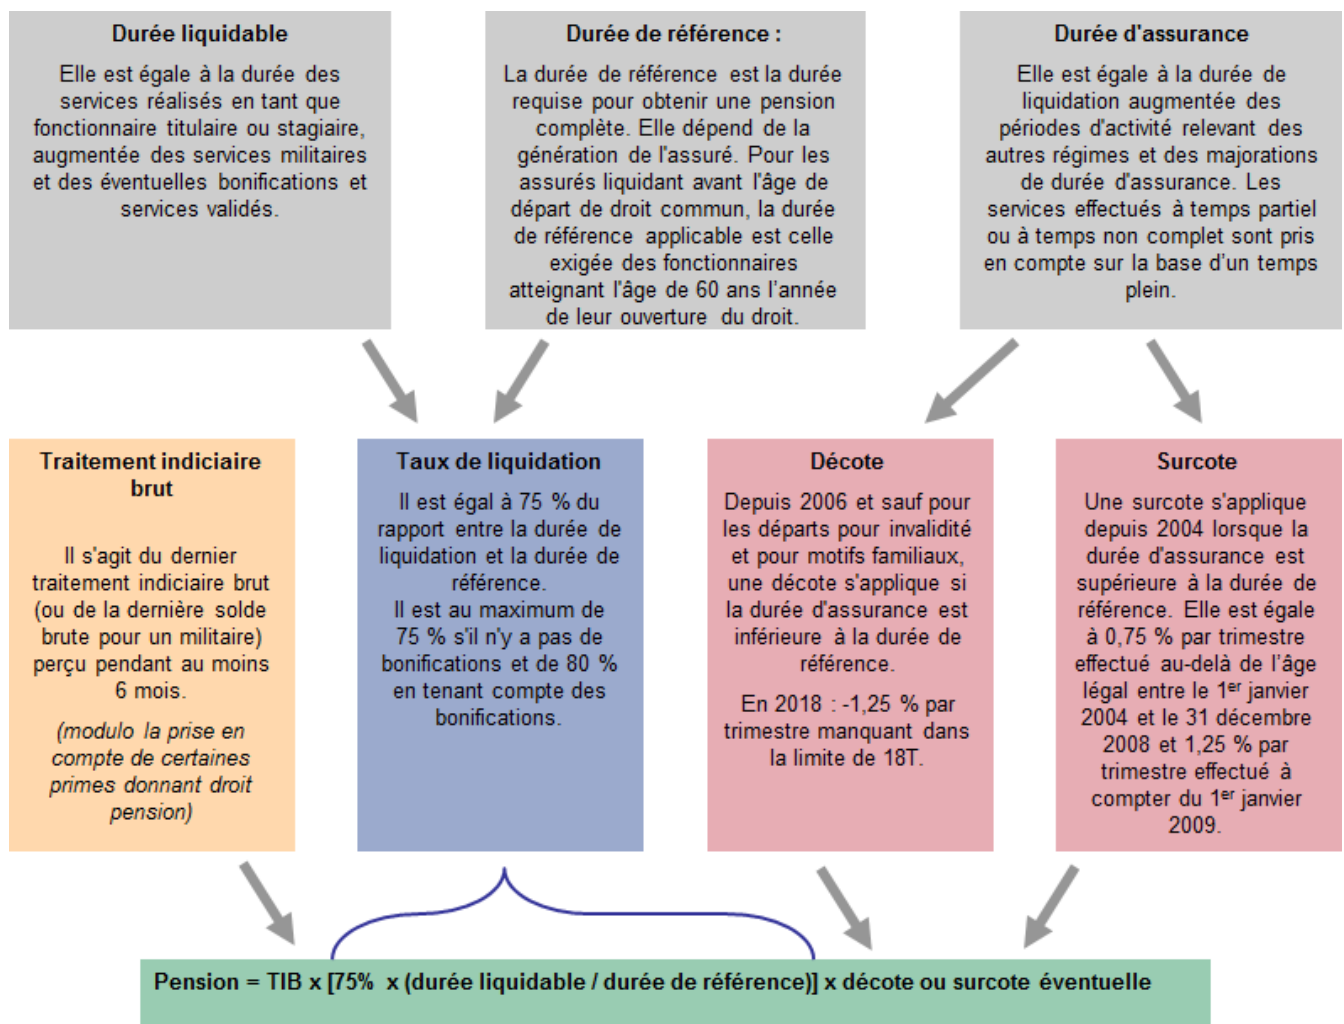 Durée liquidable
Elle est égale à la durée des
services réalisés en tant que
fonctionnaire titulaire ou stagiaire,
augmentée des services militaires
et des éventuelles bonifications et
services validés.
Durée de référence :
La durée de référence est la durée
requise pour obtenir une pension
complète. Elle dépend de la
génération de l'assuré. Pour les
assurés liquidant avant l'âge de
départ de droit commun, la durée
de référence applicable est celle
exigée des fonctionnaires
atteignant l'âge de 60 ans l'année
de leur ouverture du droit.
Durée d'assurance
Elle est égale à la durée de
liquidation augmentée des
périodes d'activité relevant des
autres régimes et des majorations
de durée d'assurance. Les
services effectués à temps partiel
ou à temps non complet sont pris
en compte sur la base d'un temps
plein.
Traitement indiciaire
brut
Il s'agit du dernier
traitement indiciaire brut
(ou de la dernière solde
brute pour un militaire)
perçu pendant au moins
6 mois.
(modulo la prise en
compte de certaines
primes donnant droit
pension)
Taux de liquidation
Il est égal à 75 % du
rapport entre la durée de
liquidation et la durée de
référence.
Il est au maximum de
75 % s'il n'y a pas de
bonifications et de 80 %
en tenant compte des
bonifications.
Décote
Depuis 2006 et sauf pour
les départs pour invalidité
et pour motifs familiaux,
une décote s'applique si
la durée d'assurance est
inférieure à la durée de
référence.
En 2018 : -1,25 % par
trimestre manquant dans
la limite de 18T.
Surcote
Une surcote s'applique
depuis 2004 lorsque la
durée d'assurance est
supérieure à la durée de
référence. Elle est égale
à 0,75 % par trimestre
effectué au-delà de l'âge
légal entre le 1er janvier
2004 et le 31 décembre
2008 et 1,25 % par
trimestre effectué à
compter du 1er janvier
2009.
Pension = TIB x [75% x (durée liquidable / durée de référence)] x décote ou surcote éventuelle